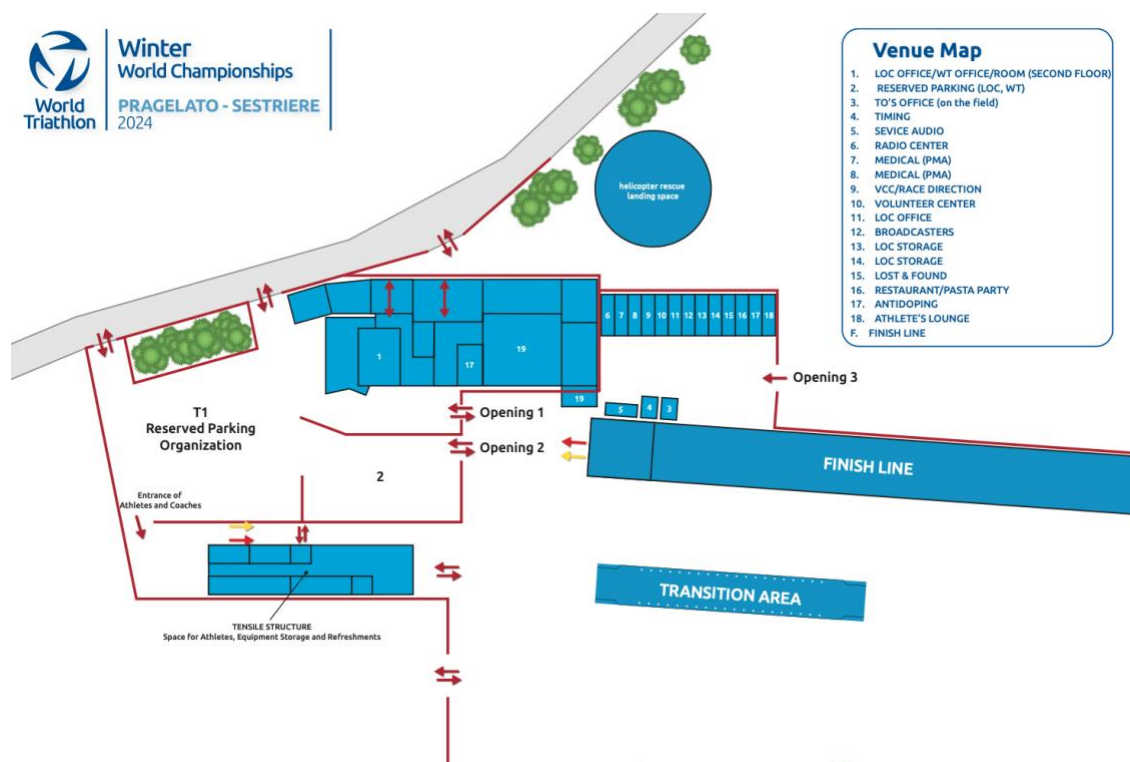 World
Triathlon
Winter
World Championships
PRAGELATO - SESTRIERE
2024
Venue Map
1. LOC OFFICE/WT OFFICE/ROOM (SECOND FLOOR)
2. RESERVED PARKING (LOC, WT)
3. TO'S OFFICE (on the field)
4. TIMING
5. SEVICE AUDIO
6. RADIO CENTER
7. MEDICAL (PMA)
8. MEDICAL (PMA)
9. VCC/RACE DIRECTION
10. VOLUNTEER CENTER
11. LOC OFFICE
12. BROADCASTERS
13. LOC STORAGE
14. LOC STORAGE
15. LOST & FOUND
16. RESTAURANT/PASTA PARTY
17. ANTIDOPING
18. ATHLETE'S LOUNGE
F. FINISH LINE
helicopter rescue
landing space
6 7 8 9 10 11 12 13 14 15 16 17 18
1
17
19
19
Opening 3
T1
Reserved Parking
Organization
Opening 1
Opening 2
5
4
3
FINISH LINE
2
Entrance of
Athletes and Coaches
TRANSITION AREA
TENSILE STRUCTURE
Space for Athletes, Equipment Storage and Refreshments